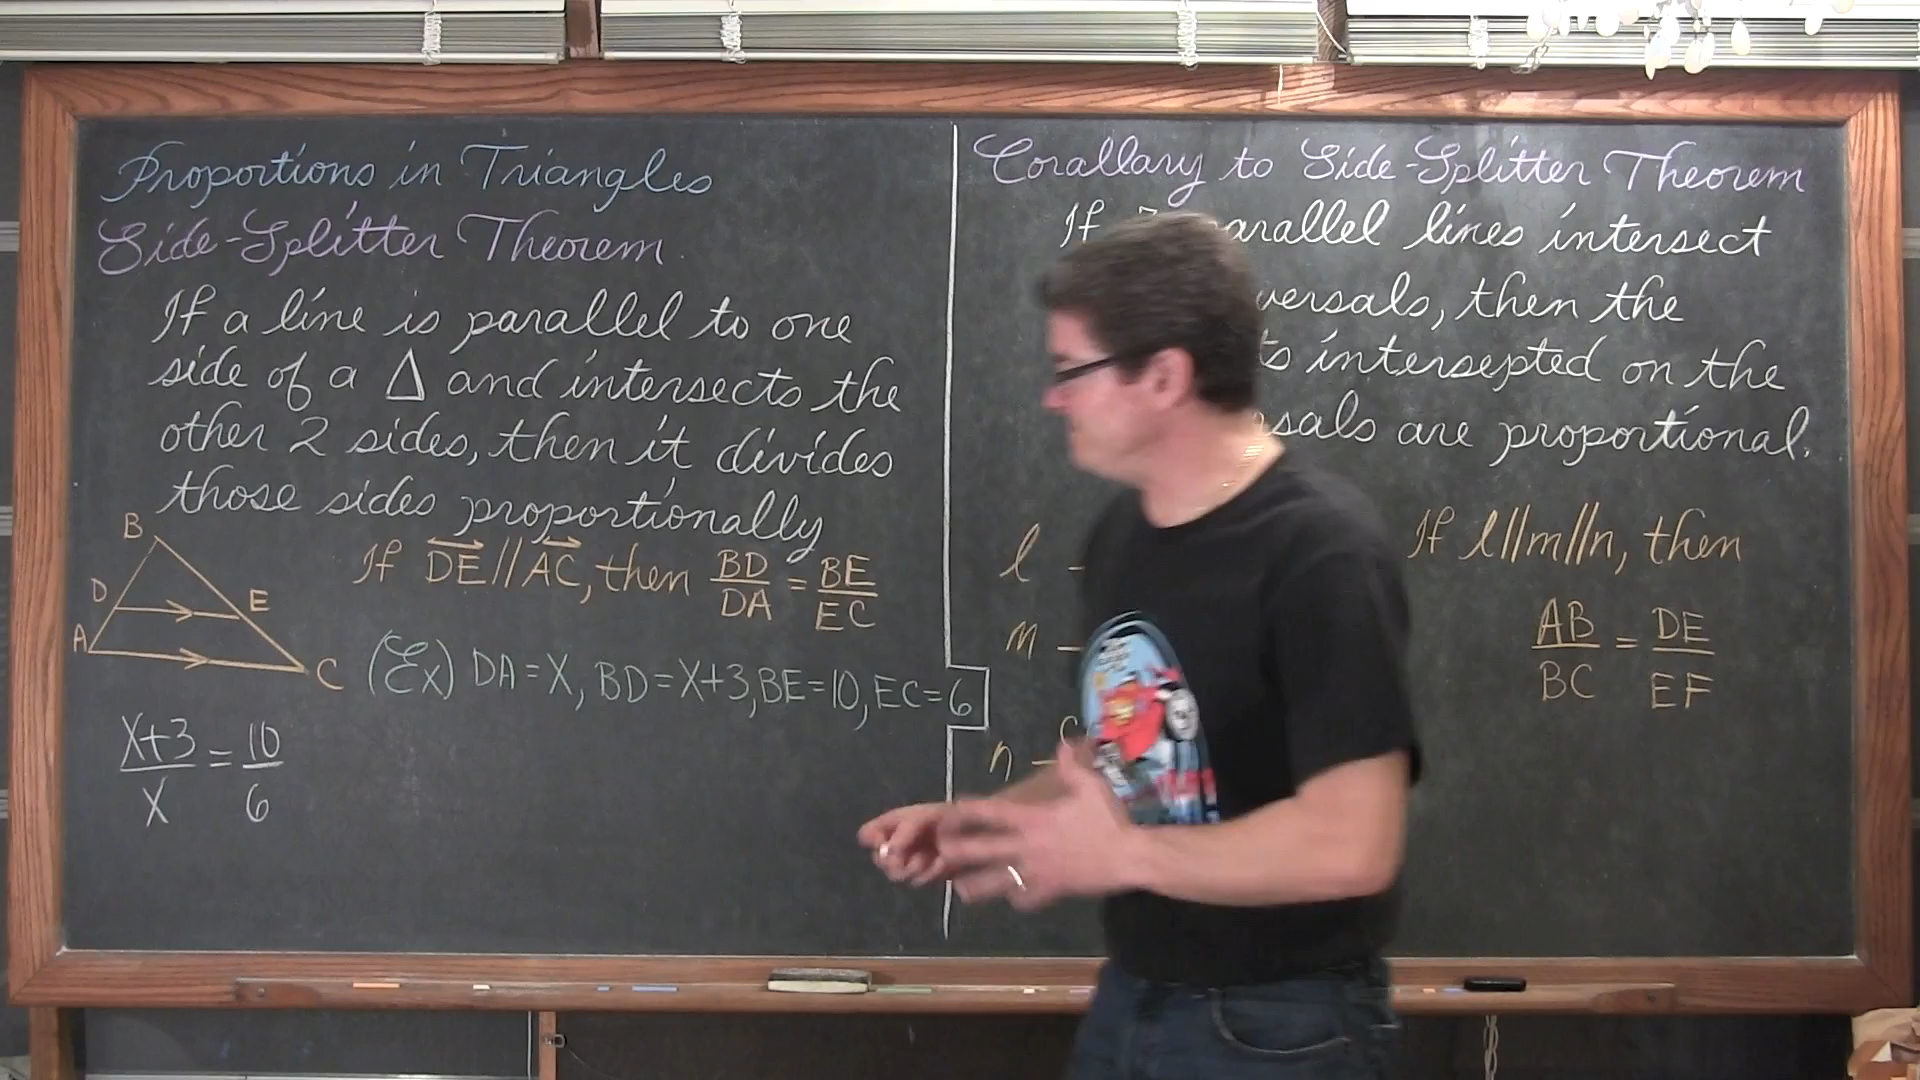 Proportions in Triangles
Side-Splitter Theorem
If a line is parallel to one
side of a Δ and intersects the
other 2 sides, then it divides
those sides proportionally
B
D
E
A
C
If DE//AC, then BD/DA = BE/EC
(Ex) DA=X, BD=X+3, BE=10, EC=6
X+3/X = 10/6
Corallary to Side-Splitter Theorem
If arallel lines intersect
versals, then the
ts intersepted on the
rsals are proportional.
l
m
n
If l//m//n, then
AB/BC = DE/EF